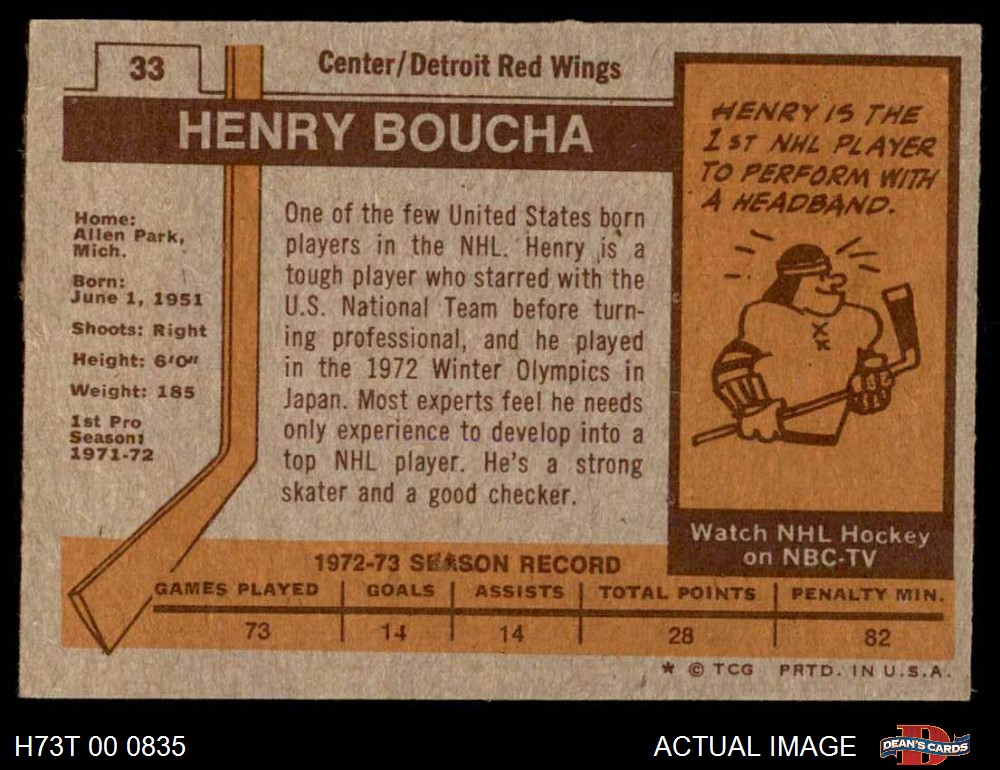 33
Center/Detroit Red Wings
HENRY BOUCHA
Home:
Allen Park,
Mich.
Born:
June 1, 1951
Shoots: Right
Height: 6'0"
Weight: 185
1st Pro
Season:
1971-72
One of the few United States born
players in the NHL. Henry is a
tough player who starred with the
U.S. National Team before turn-
ing professional, and he played
in the 1972 Winter Olympics in
Japan. Most experts feel he needs
only experience to develop into a
top NHL player. He's a strong
skater and a good checker.
HENRY IS THE
1ST NHL PLAYER
TO PERFORM WITH
A HEADBAND.
Watch NHL Hockey
on NBC-TV
1972-73 SEASON RECORD
GAMES PLAYED GOALS ASSISTS TOTAL POINTS PENALTY MIN.
73 14 14 28 82
* © TCG PRTD. IN U.S.A.
H73T 00 0835
ACTUAL IMAGE
D
DEAN'S CARDS